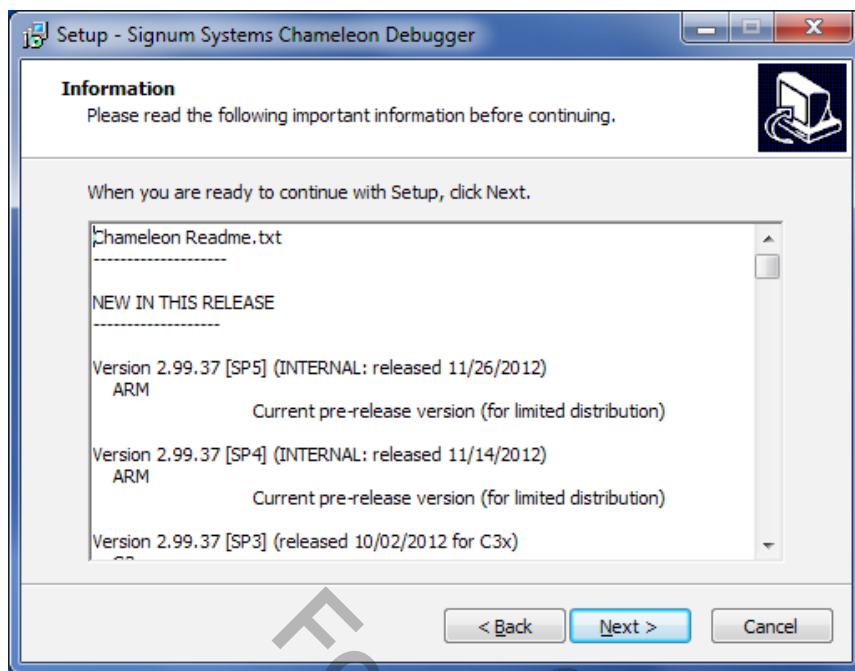 Setup - Signum Systems Chameleon Debugger
Information
Please read the following important information before continuing.
When you are ready to continue with Setup, click Next.
Chameleon Readme.txt
--------------------
NEW IN THIS RELEASE
-------------------
Version 2.99.37 [SP5] (INTERNAL: released 11/26/2012)
ARM
Current pre-release version (for limited distribution)
Version 2.99.37 [SP4] (INTERNAL: released 11/14/2012)
ARM
Current pre-release version (for limited distribution)
Version 2.99.37 [SP3] (released 10/02/2012 for C3x)
< Back Next > Cancel